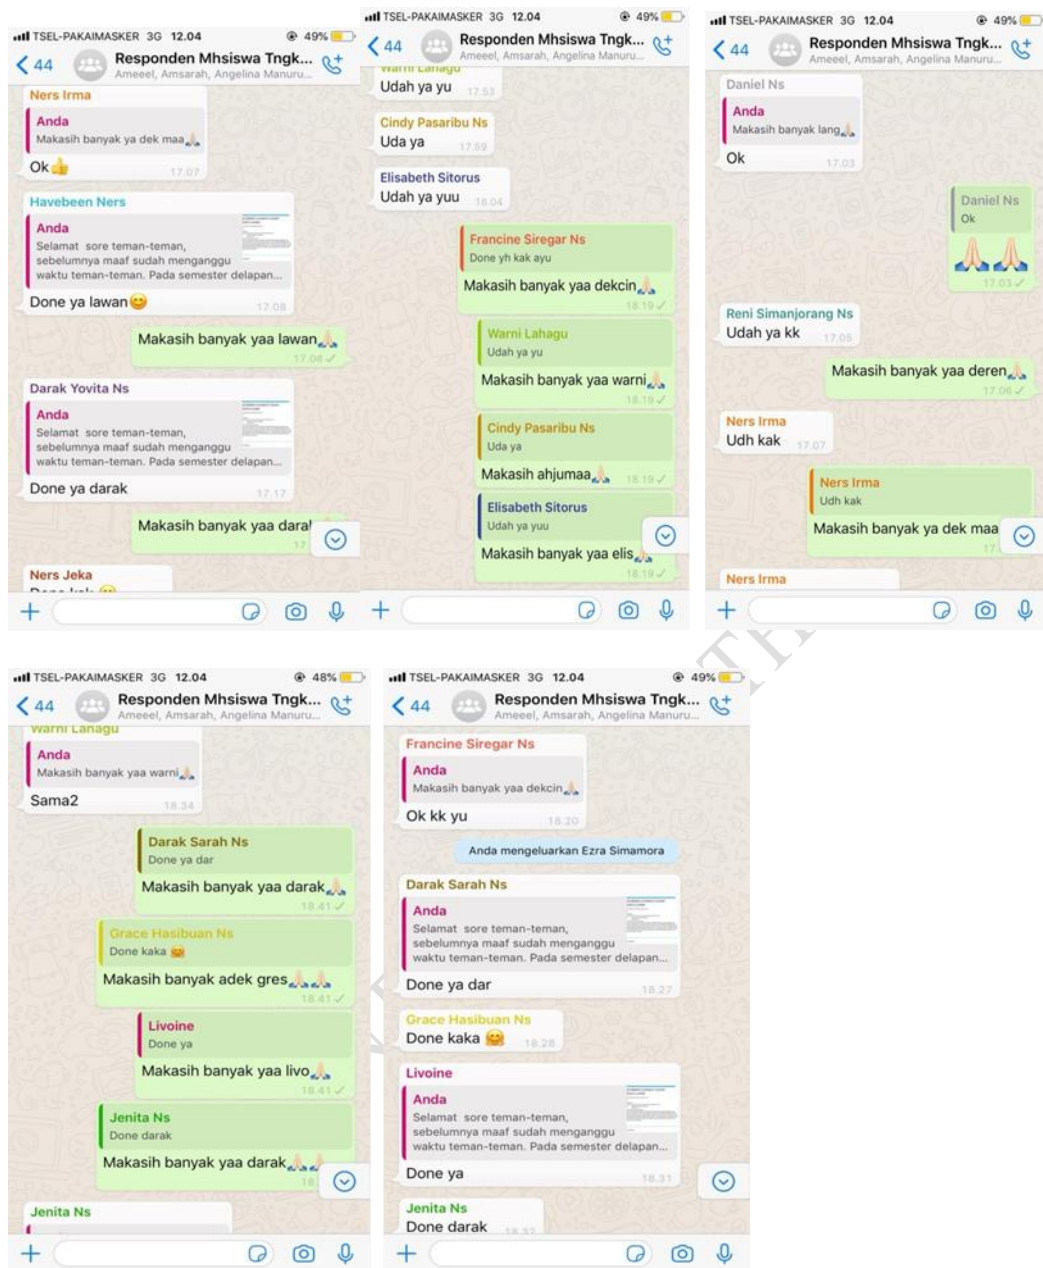 TSEL-PAKAIMASKER 3G 12.04 49%
44 Responden Mhsiswa Tngk...
Ameeel, Amsarah, Angelina Manuru...
Ners Irma
Anda
Makasih banyak ya dek maa🙏🏻
Ok👍
17.07
Havebeen Ners
Anda
Selamat sore teman-teman,
sebelumnya maaf sudah menganggu
waktu teman-teman. Pada semester delapan...
Done ya lawan😊
17.08
Makasih banyak yaa lawan🙏🏻
17.08
Darak Yovita Ns
Anda
Selamat sore teman-teman,
sebelumnya maaf sudah menganggu
waktu teman-teman. Pada semester delapan...
Done ya darak
17.17
Makasih banyak yaa
Ners Jeka
TSEL-PAKAIMASKER 3G 12.04 49%
44 Responden Mhsiswa Tngk...
Ameeel, Amsarah, Angelina Manuru...
Warni Lahagu
Udah ya yu 17.53
Cindy Pasaribu Ns
Uda ya 17.59
Elisabeth Sitorus
Udah ya yuu 18.04
Francine Siregar Ns
Done yh kak ayu
Makasih banyak yaa dekcin🙏🏻
18.19
Warni Lahagu
Udah ya yu
Makasih banyak yaa warni🙏🏻
18.19
Cindy Pasaribu Ns
Uda ya
Makasih ahjumaa🙏🏻 18.19
Elisabeth Sitorus
Udah ya yuu
Makasih banyak yaa elis🙏🏻
18.19
TSEL-PAKAIMASKER 3G 12.04 49%
44 Responden Mhsiswa Tngk...
Ameeel, Amsarah, Angelina Manuru...
Daniel Ns
Anda
Makasih banyak lang🙏🏻
Ok 17.03
Daniel Ns
Ok
🙏🏻🙏🏻
17.03
Reni Simanjorang Ns
Udah ya kk 17.05
Makasih banyak yaa deren🙏🏻
17.06
Ners Irma
Udh kak 17.07
Ners Irma
Udh kak
Makasih banyak ya dek maa
Ners Irma
TSEL-PAKAIMASKER 3G 12.04 48%
44 Responden Mhsiswa Tngk...
Ameeel, Amsarah, Angelina Manuru...
Warni Lahagu
Anda
Makasih banyak yaa warni🙏🏻
Sama2 18.34
Darak Sarah Ns
Done ya dar
Makasih banyak yaa darak🙏🏻
18.41
Grace Hasibuan Ns
Done kaka 🤗
Makasih banyak adek gres🙏🏻🙏🏻
18.41
Livoine
Done ya
Makasih banyak yaa livo🙏🏻
18.41
Jenita Ns
Done darak
Makasih banyak yaa darak🙏🏻🙏🏻
Jenita Ns
TSEL-PAKAIMASKER 3G 12.04 49%
44 Responden Mhsiswa Tngk...
Ameeel, Amsarah, Angelina Manuru...
Francine Siregar Ns
Anda
Makasih banyak yaa dekcin🙏🏻
Ok kk yu 18.20
Anda mengeluarkan Ezra Simamora
Darak Sarah Ns
Anda
Selamat sore teman-teman,
sebelumnya maaf sudah menganggu
waktu teman-teman. Pada semester delapan...
Done ya dar 18.27
Grace Hasibuan Ns
Done kaka 🤗 18.28
Livoine
Anda
Selamat sore teman-teman,
sebelumnya maaf sudah menganggu
waktu teman-teman. Pada semester delapan...
Done ya 18.31
Jenita Ns
Done darak 18.32